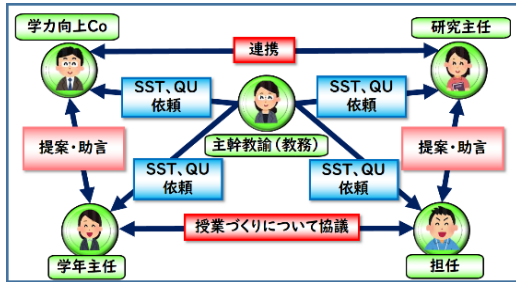 学力向上Co
研究主任
連携
SST、QU
依頼
SST、QU
依頼
主幹教諭(教務)
提案・助言
提案・助言
SST、QU
依頼
SST、QU
依頼
授業づくりについて協議
学年主任
担任